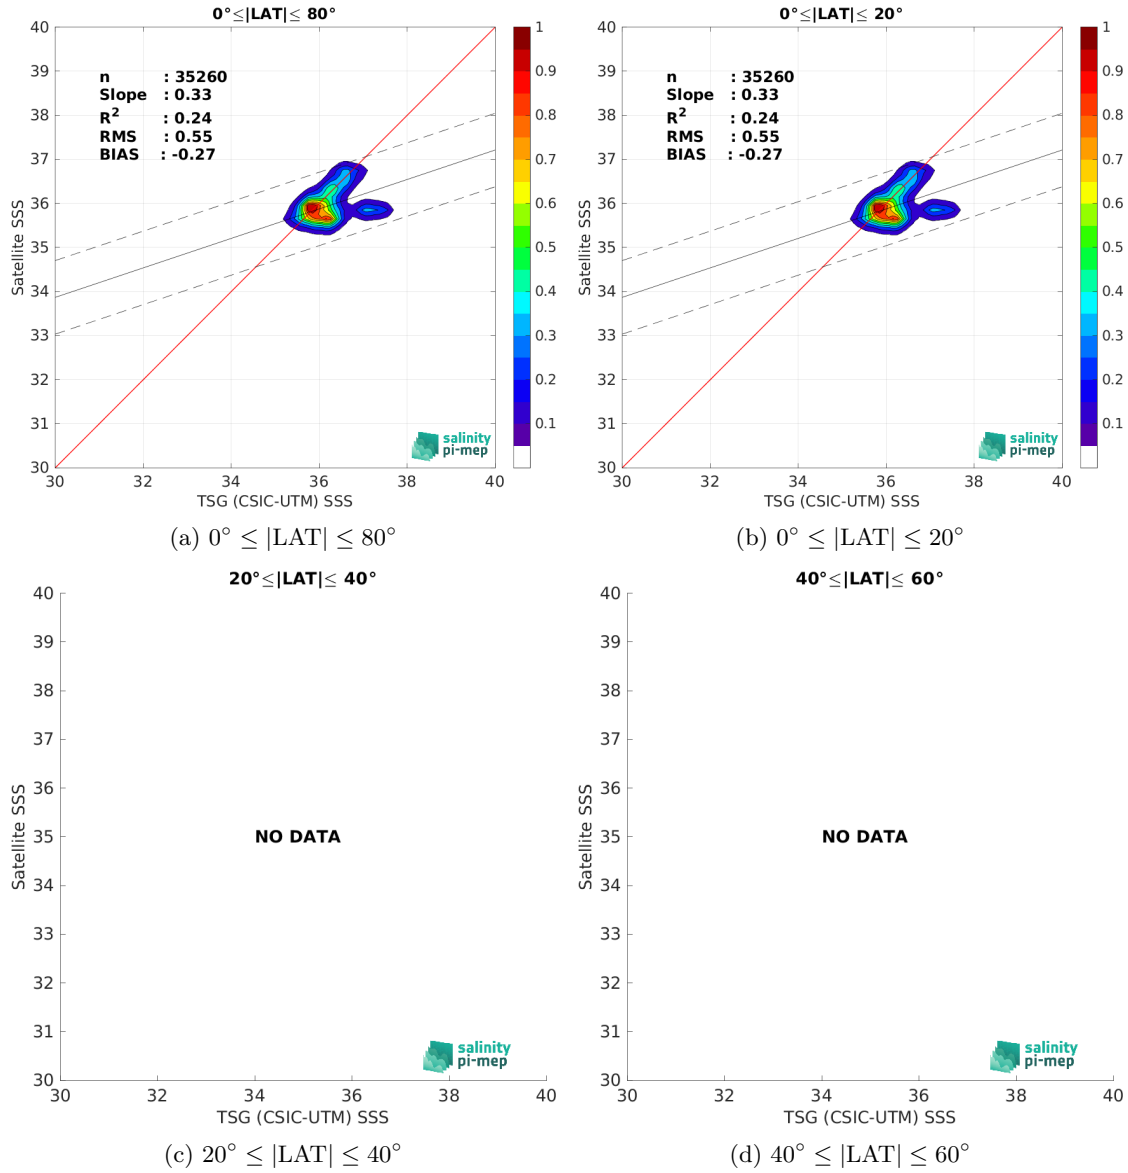 0°≤|LAT|≤ 80°
40
39
38
37
36
35
34
33
32
31
30
Satellite SSS
n : 35260
Slope : 0.33
R² : 0.24
RMS : 0.55
BIAS : -0.27
salinity
pi-mep
30 32 34 36 38 40
TSG (CSIC-UTM) SSS
1
0.9
0.8
0.7
0.6
0.5
0.4
0.3
0.2
0.1
(a) 0° ≤ |LAT| ≤ 80°
0°≤|LAT|≤ 20°
40
39
38
37
36
35
34
33
32
31
30
Satellite SSS
n : 35260
Slope : 0.33
R² : 0.24
RMS : 0.55
BIAS : -0.27
salinity
pi-mep
30 32 34 36 38 40
TSG (CSIC-UTM) SSS
1
0.9
0.8
0.7
0.6
0.5
0.4
0.3
0.2
0.1
(b) 0° ≤ |LAT| ≤ 20°
20°≤|LAT|≤ 40°
40
39
38
37
36
35
34
33
32
31
30
Satellite SSS
NO DATA
salinity
pi-mep
30 32 34 36 38 40
TSG (CSIC-UTM) SSS
(c) 20° ≤ |LAT| ≤ 40°
40°≤|LAT|≤ 60°
40
39
38
37
36
35
34
33
32
31
30
Satellite SSS
NO DATA
salinity
pi-mep
30 32 34 36 38 40
TSG (CSIC-UTM) SSS
(d) 40° ≤ |LAT| ≤ 60°